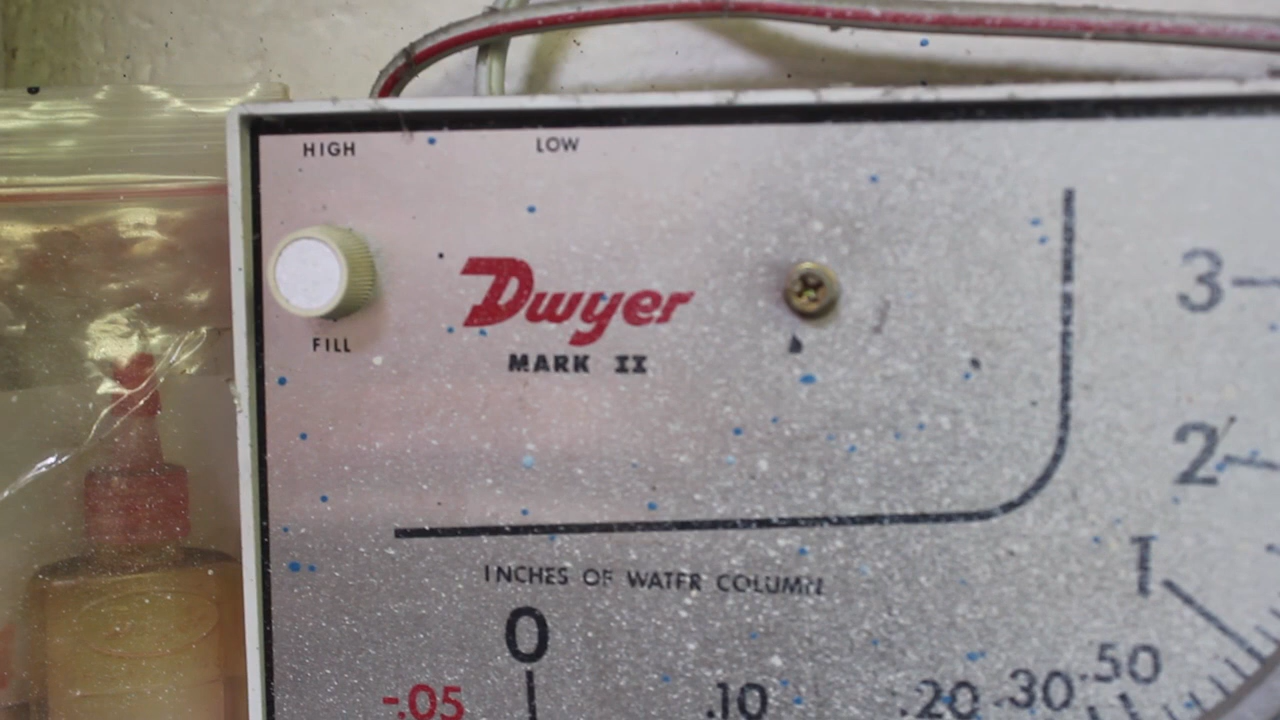 HIGH LOW
FILL
Dwyer
MARK II
3
2
1
INCHES OF WATER COLUMN
0
-.05 .10 .20 .30 .50